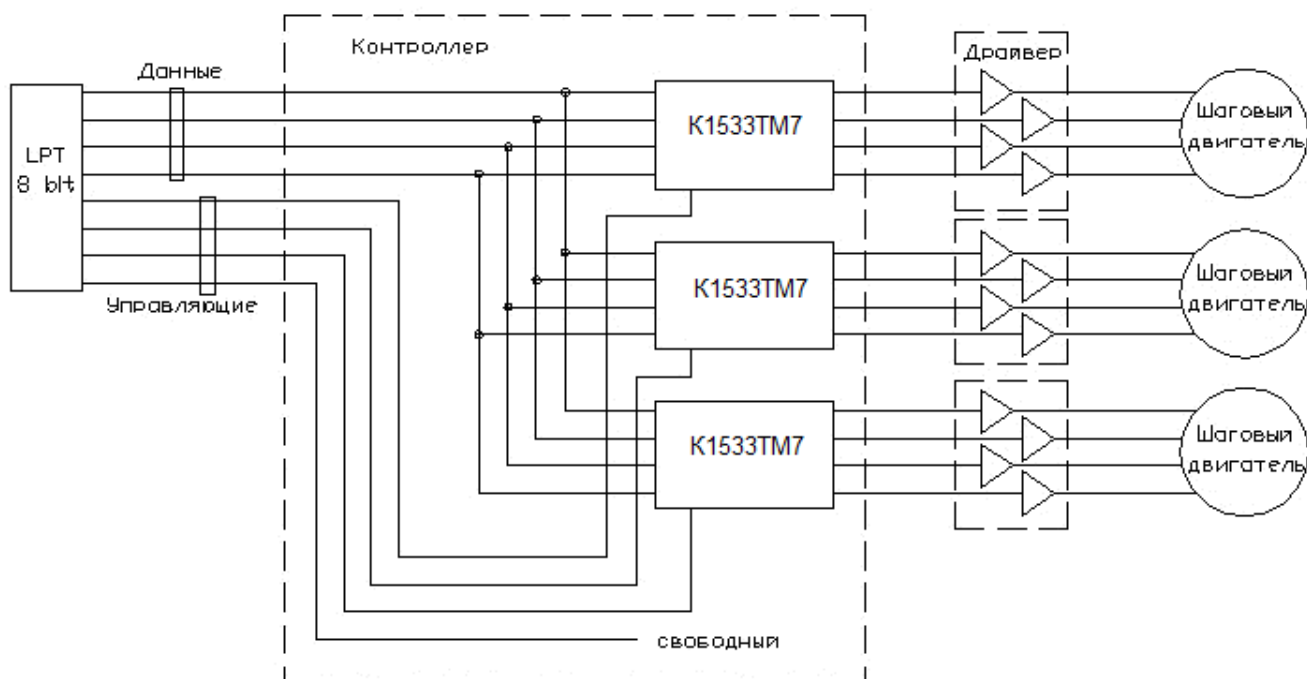 Контроллер
Драйвер
Данные
LPT
8 bit
Управляющие
К1533ТМ7
Шаговый
двигатель
К1533ТМ7
Шаговый
двигатель
К1533ТМ7
Шаговый
двигатель
свободный